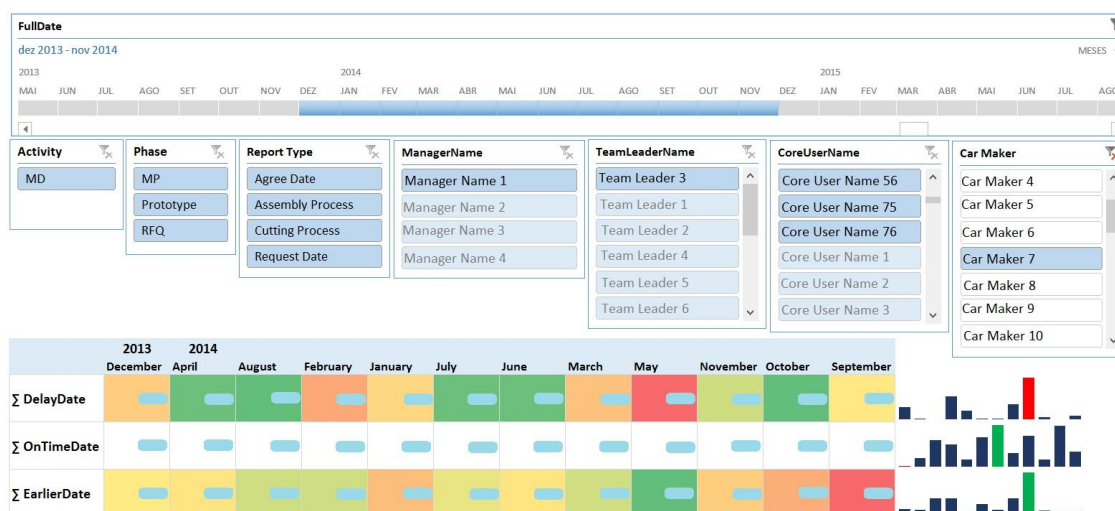 FullDate
dez 2013 - nov 2014
MESES
2013 2014 2015
MAI JUN JUL AGO SET OUT NOV DEZ JAN FEV MAR ABR MAI JUN JUL AGO SET OUT NOV DEZ JAN FEV MAR ABR MAI JUN JUL AGO
Activity
MD
Phase
MP
Prototype
RFQ
Report Type
Agree Date
Assembly Process
Cutting Process
Request Date
ManagerName
Manager Name 1
Manager Name 2
Manager Name 3
Manager Name 4
TeamLeaderName
Team Leader 3
Team Leader 1
Team Leader 2
Team Leader 4
Team Leader 5
Team Leader 6
CoreUserName
Core User Name 56
Core User Name 75
Core User Name 76
Core User Name 1
Core User Name 2
Core User Name 3
Car Maker
Car Maker 4
Car Maker 5
Car Maker 6
Car Maker 7
Car Maker 8
Car Maker 9
Car Maker 10
2013 2014
December April August February January July June March May November October September
∑ DelayDate
∑ OnTimeDate
∑ EarlierDate